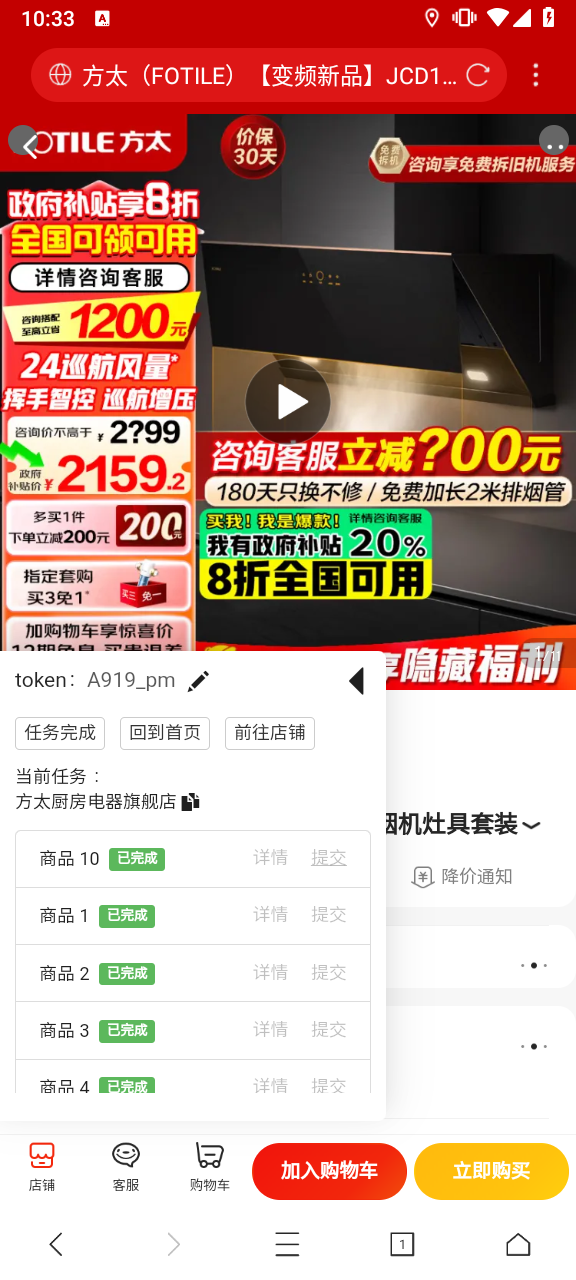 10:33
方太（FOTILE）【变频新品】JCD1...
FOTILE 方太
价保
30天
免费
拆机
咨询享免费拆旧机服务
政府补贴享8折
全国可领可用
详情咨询客服
咨询搭配
至高立省
1200元
24巡航风量*
挥手智控 巡航增压
咨询价不高于 ¥2?99
政府
补贴价
¥2159.2
咨询客服立减?00元
180天只换不修 / 免费加长2米排烟管
多买1件
下单立减200元
200元
买我！我是爆款！详情咨询客服
我有政府补贴 20%
8折全国可用
指定套购
买3免1*
买三 免一
加购物车享惊喜价
享隐藏福利
1/11
token： A919_pm
任务完成
回到首页
前往店铺
当前任务：
方太厨房电器旗舰店
烟机灶具套装
降价通知
商品 10 已完成 详情 提交
商品 1 已完成 详情 提交
商品 2 已完成 详情 提交
商品 3 已完成 详情 提交
商品 4 已完成 详情 提交
店铺
客服
购物车
加入购物车
立即购买
1